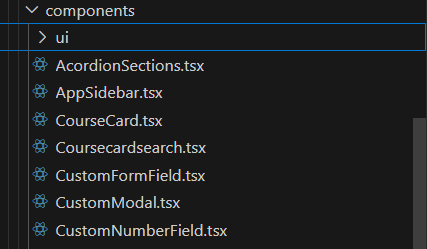 components
ui
AcordionSections.tsx
AppSidebar.tsx
CourseCard.tsx
Coursecardsearch.tsx
CustomFormField.tsx
CustomModal.tsx
CustomNumberField.tsx